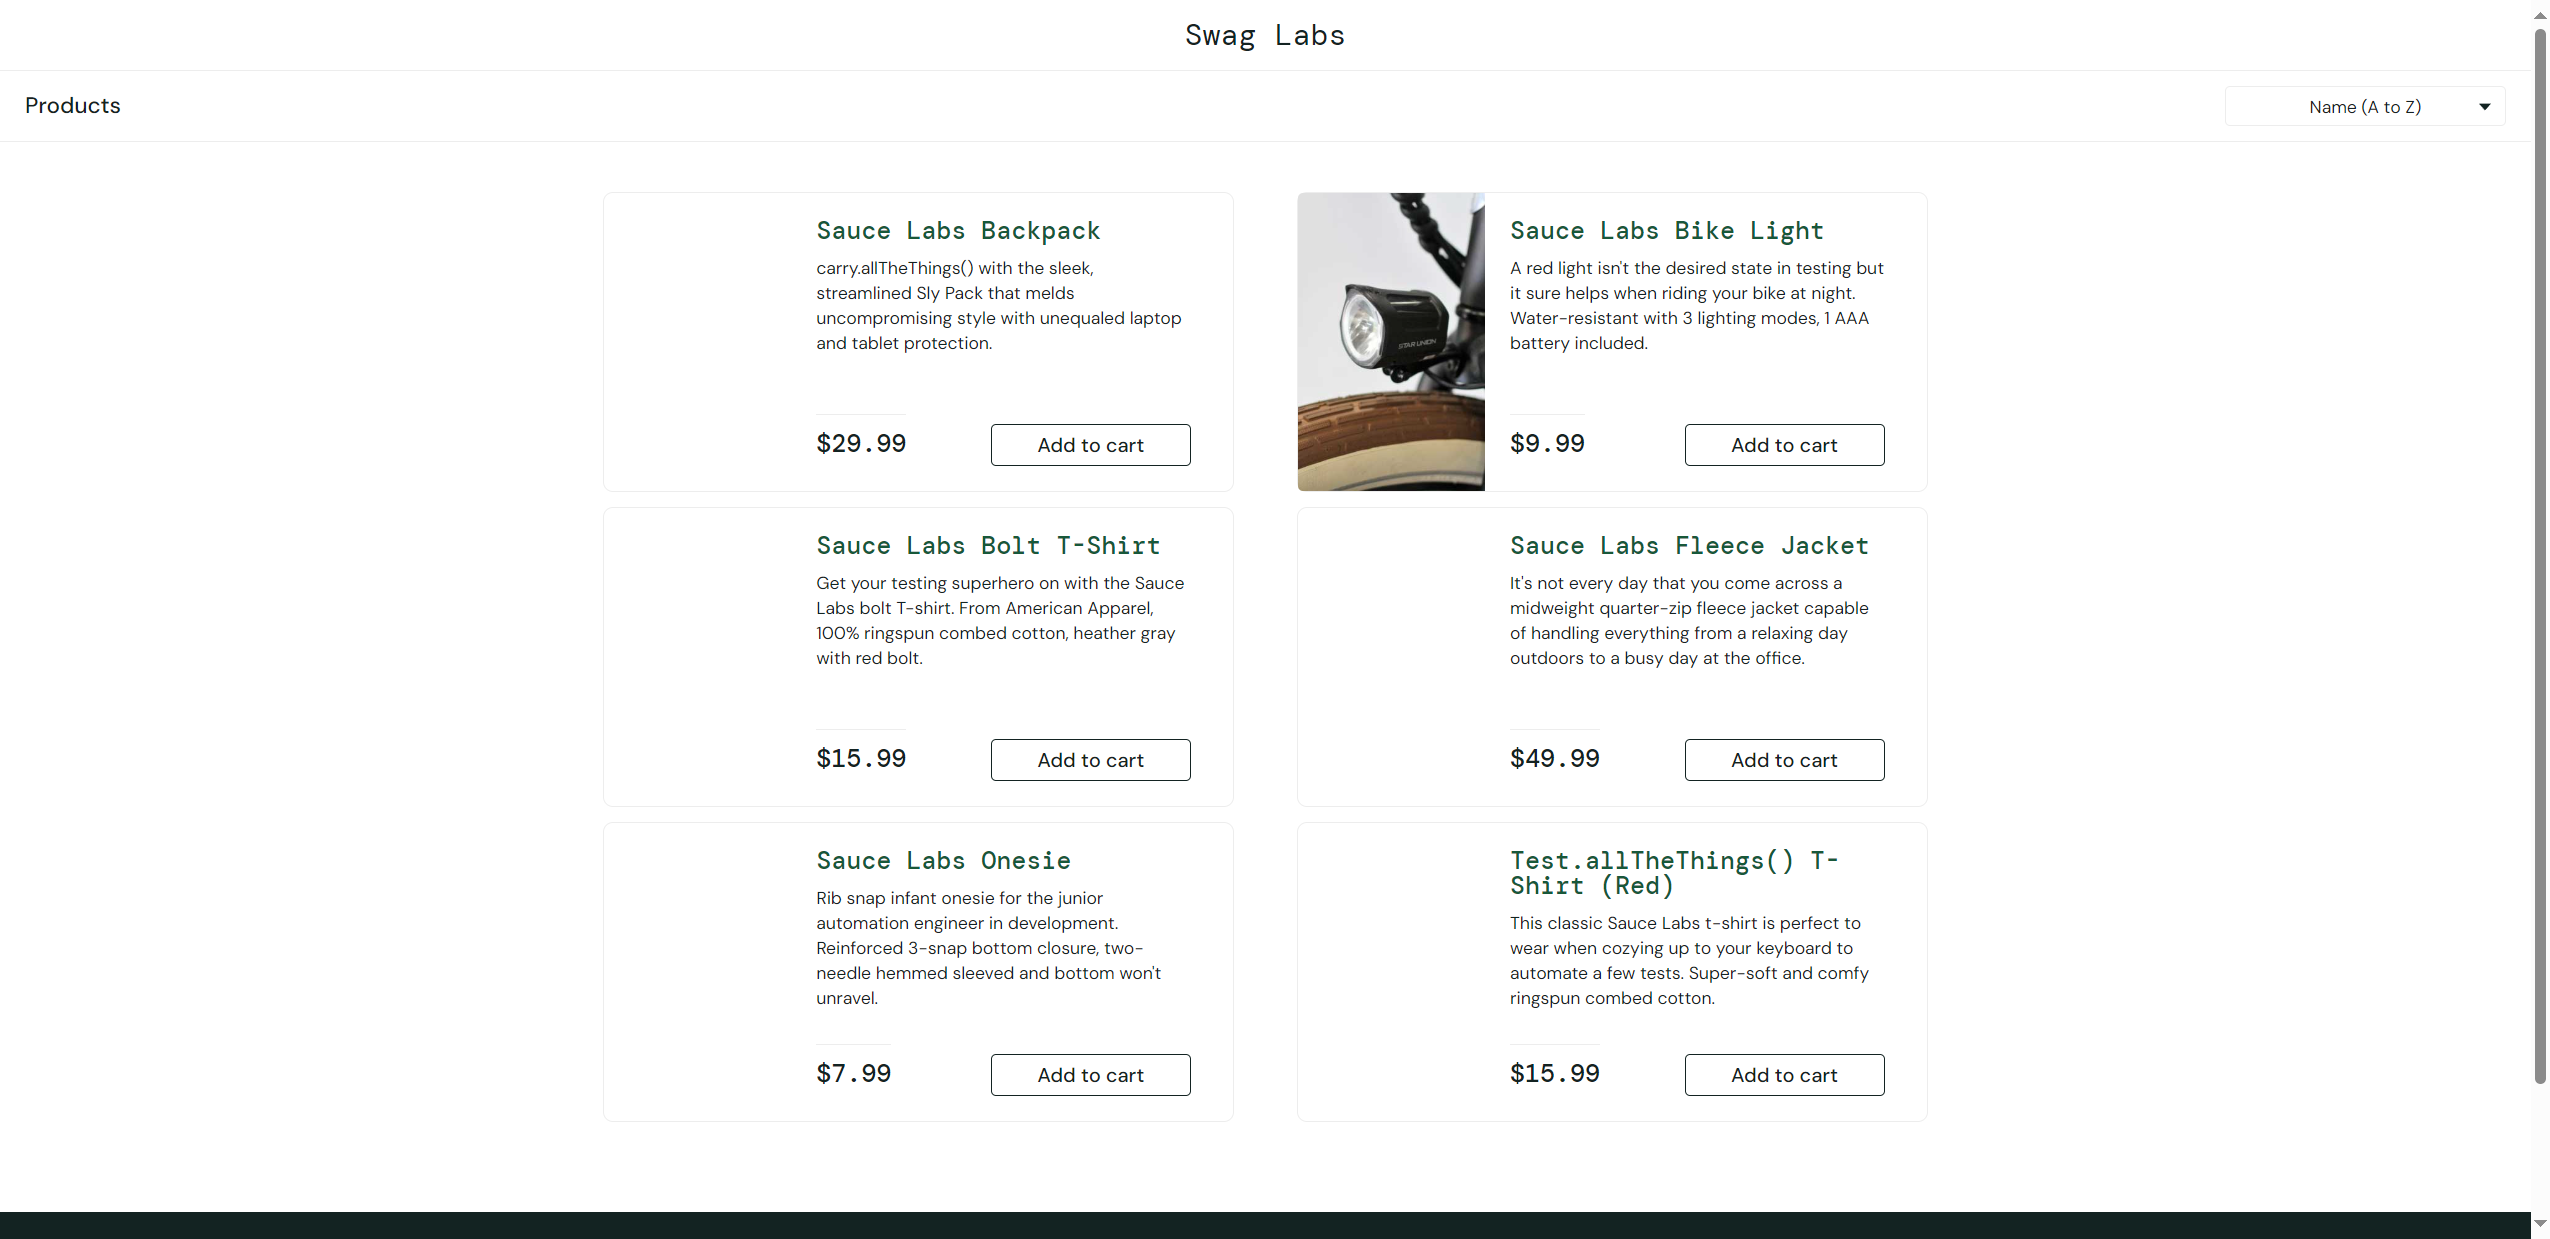 Swag Labs
Products
Name (A to Z)
Sauce Labs Backpack
carry.allTheThings() with the sleek,
streamlined Sly Pack that melds
uncompromising style with unequaled laptop
and tablet protection.
$29.99
Add to cart
STAR UNION
Sauce Labs Bike Light
A red light isn't the desired state in testing but
it sure helps when riding your bike at night.
Water-resistant with 3 lighting modes, 1 AAA
battery included.
$9.99
Add to cart
Sauce Labs Bolt T-Shirt
Get your testing superhero on with the Sauce
Labs bolt T-shirt. From American Apparel,
100% ringspun combed cotton, heather gray
with red bolt.
$15.99
Add to cart
Sauce Labs Fleece Jacket
It's not every day that you come across a
midweight quarter-zip fleece jacket capable
of handling everything from a relaxing day
outdoors to a busy day at the office.
$49.99
Add to cart
Sauce Labs Onesie
Rib snap infant onesie for the junior
automation engineer in development.
Reinforced 3-snap bottom closure, two-
needle hemmed sleeved and bottom won't
unravel.
$7.99
Add to cart
Test.allTheThings() T-
Shirt (Red)
This classic Sauce Labs t-shirt is perfect to
wear when cozying up to your keyboard to
automate a few tests. Super-soft and comfy
ringspun combed cotton.
$15.99
Add to cart